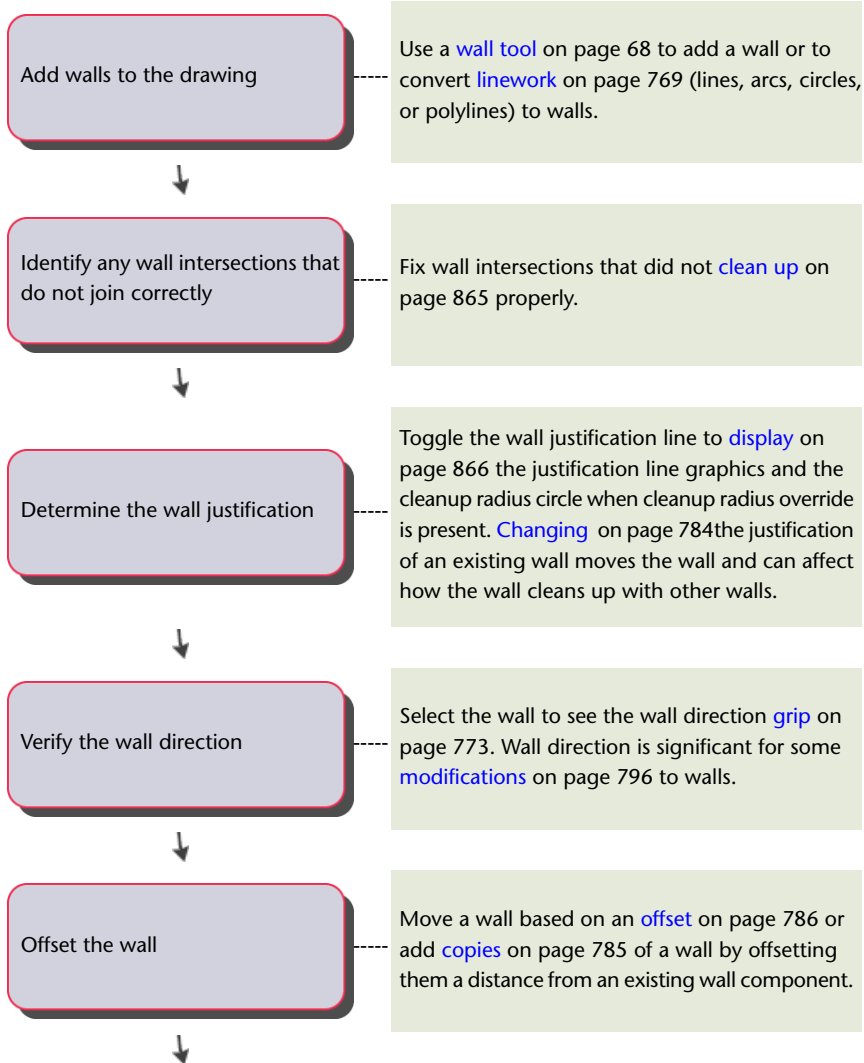 Add walls to the drawing
Use a wall tool on page 68 to add a wall or to
convert linework on page 769 (lines, arcs, circles,
or polylines) to walls.
Identify any wall intersections that
do not join correctly
Fix wall intersections that did not clean up on
page 865 properly.
Determine the wall justification
Toggle the wall justification line to display on
page 866 the justification line graphics and the
cleanup radius circle when cleanup radius override
is present. Changing on page 784the justification
of an existing wall moves the wall and can affect
how the wall cleans up with other walls.
Verify the wall direction
Select the wall to see the wall direction grip on
page 773. Wall direction is significant for some
modifications on page 796 to walls.
Offset the wall
Move a wall based on an offset on page 786 or
add copies on page 785 of a wall by offsetting
them a distance from an existing wall component.